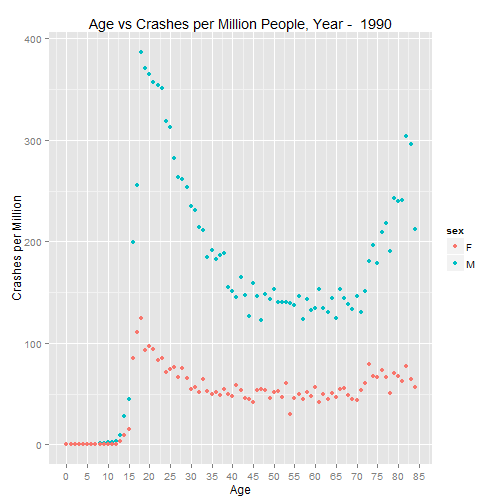 Age vs Crashes per Million People, Year -  1990
400
300
200
100
0
Crashes per Million
0 5 10 15 20 25 30 35 40 45 50 55 60 65 70 75 80 85
Age
sex
F
M